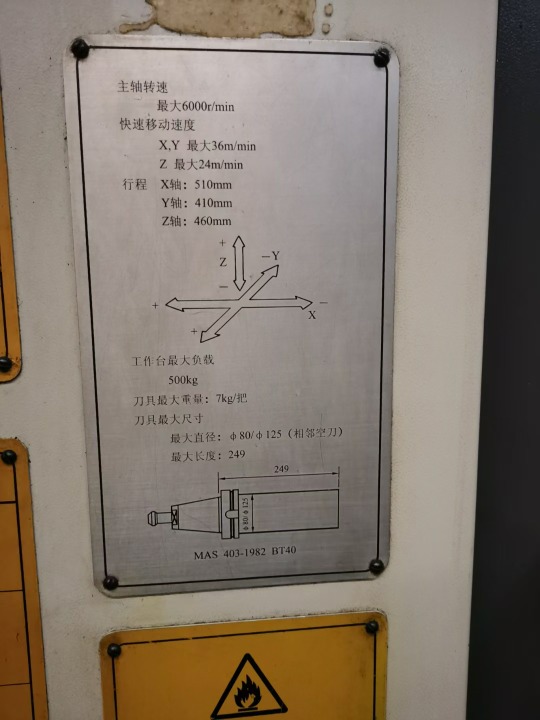 主轴转速
最大6000r/min
快速移动速度
X,Y 最大36m/min
Z 最大24m/min
行程 X轴：510mm
Y轴：410mm
Z轴：460mm
+
Z
－Y
－
+
－
X
+
工作台最大负载
500kg
刀具最大重量：7kg/把
刀具最大尺寸
最大直径：φ80/φ125（相邻空刀）
最大长度：249
249
φ80/φ125
MAS 403-1982 BT40